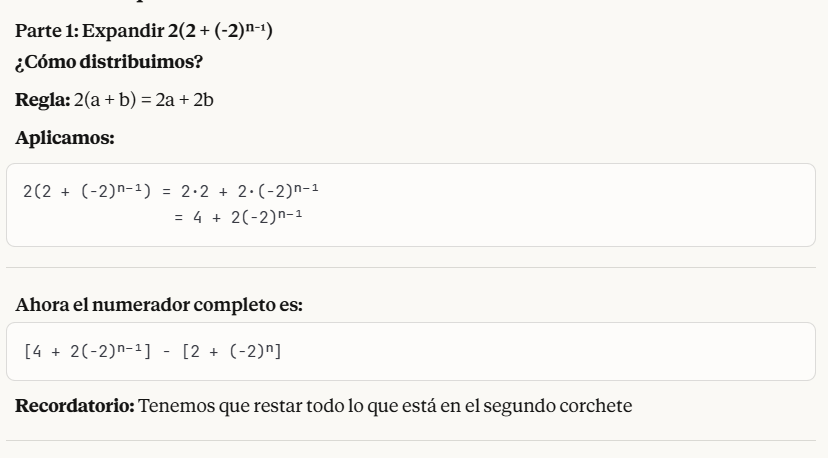 Parte 1: Expandir 2(2 + (-2)ⁿ⁻¹)
¿Cómo distribuimos?
Regla: 2(a + b) = 2a + 2b
Aplicamos:
2(2 + (-2)ⁿ⁻¹) = 2·2 + 2·(-2)ⁿ⁻¹
= 4 + 2(-2)ⁿ⁻¹
Ahora el numerador completo es:
[4 + 2(-2)ⁿ⁻¹] - [2 + (-2)ⁿ]
Recordatorio: Tenemos que restar todo lo que está en el segundo corchete